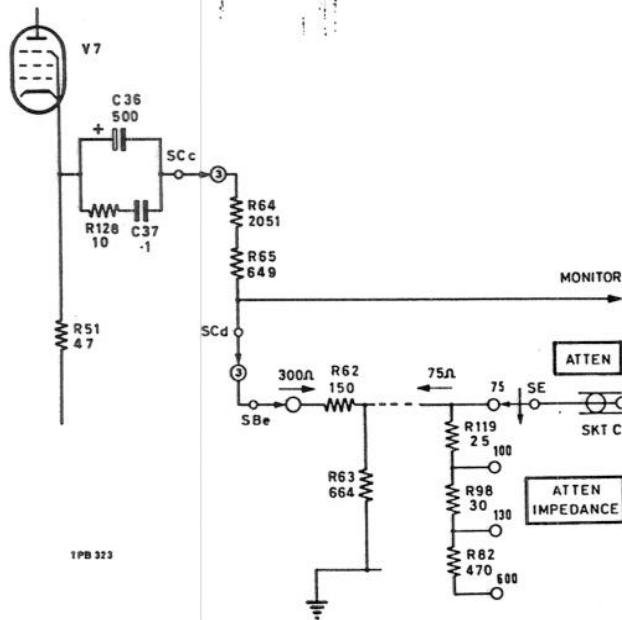 V7
C36
500
+
SCc
3
R128
10
C37
·1
R64
2051
R65
649
MONITOR
R51
47
SCd
3
ATTEN
300Ω
R62
150
75Ω
75
SE
SBe
SKT C
R119
25
100
R63
664
R98
30
130
ATTEN
IMPEDANCE
R82
470
600
TPB 323